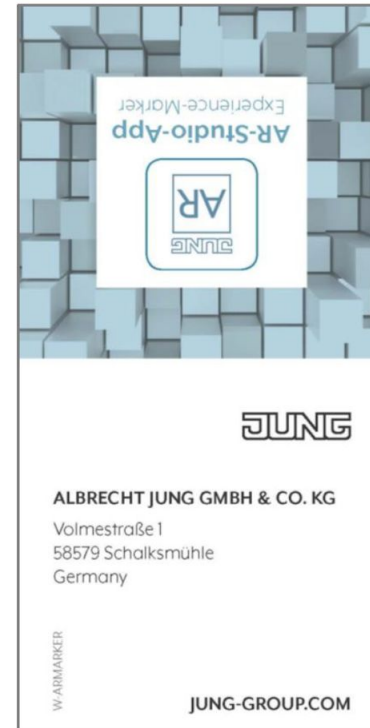 Experience-Marker
AR-Studio-App
AR
JUNG
JUNG
ALBRECHT JUNG GMBH & CO. KG
Volmestraße 1
58579 Schalksmühle
Germany
W-ARMARKER
JUNG-GROUP.COM